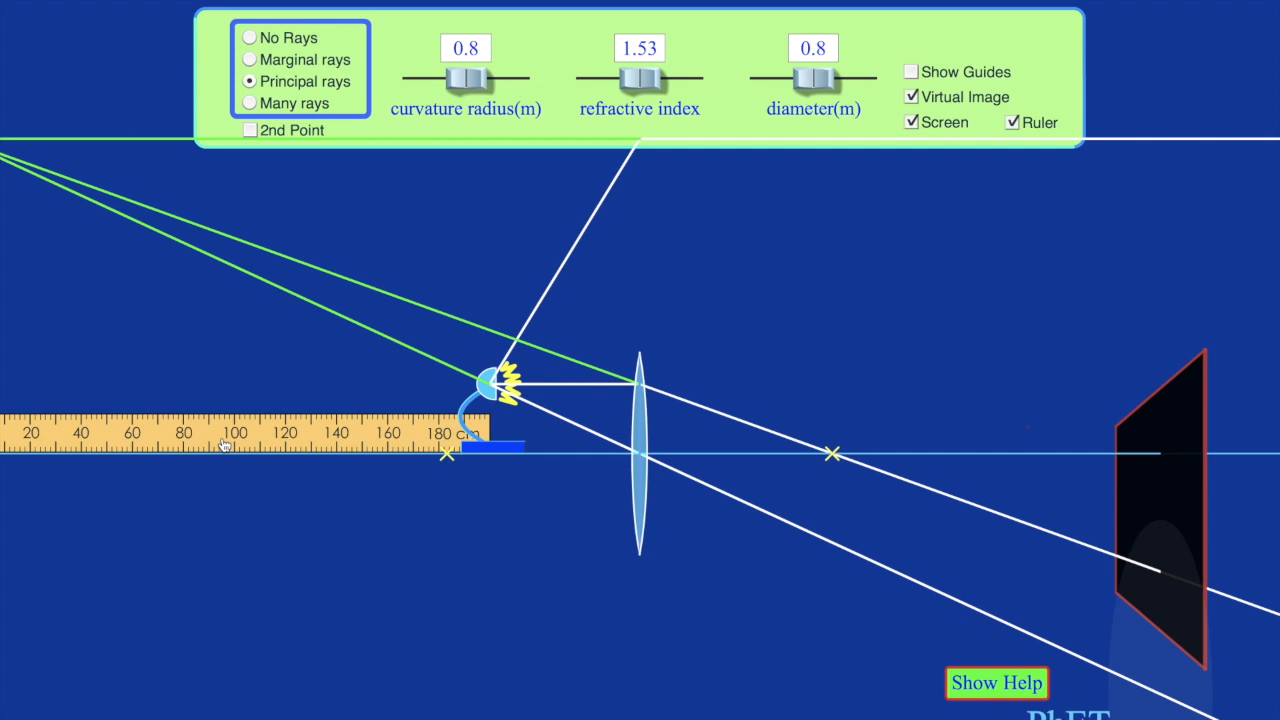 No Rays
Marginal rays
Principal rays
Many rays
2nd Point
0.8
curvature radius(m)
1.53
refractive index
0.8
diameter(m)
Show Guides
Virtual Image
Screen
Ruler
20 40 60 80 100 120 140 160 180 cm
Show Help
PhET